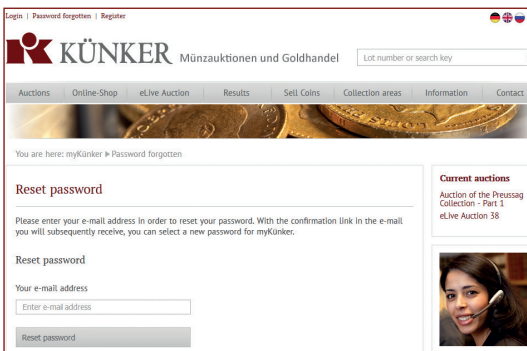 Login | Password forgotten | Register
KÜNKER Münzauktionen und Goldhandel
Lot number or search key
Auctions Online-Shop eLive Auction Results Sell Coins Collection areas Information Contact
You are here: myKünker ▶ Password forgotten
Reset password
Please enter your e-mail address in order to reset your password. With the confirmation link in the e-mail
you will subsequently receive, you can select a new password for myKünker.
Reset password
Your e-mail address
Enter e-mail address
Reset password
Current auctions
Auction of the Preussag
Collection - Part 1
eLive Auction 38